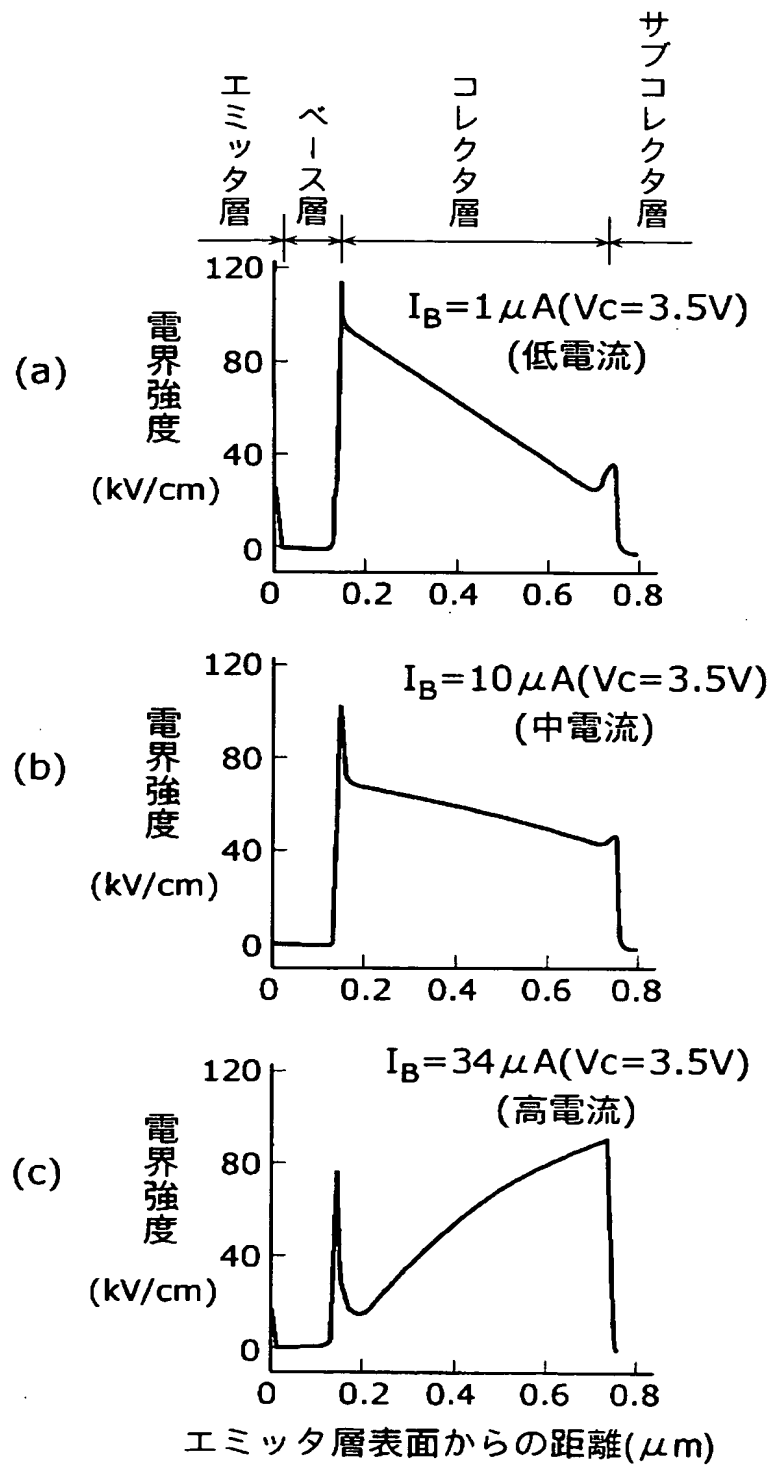 エミッタ層
ベース層
コレクタ層
サブコレクタ層
(a)
電界強度
(kV/cm)
120
80
40
0
I_B=1μA(Vc=3.5V)
(低電流)
0 0.2 0.4 0.6 0.8
(b)
電界強度
(kV/cm)
120
80
40
0
I_B=10μA(Vc=3.5V)
(中電流)
0 0.2 0.4 0.6 0.8
(c)
電界強度
(kV/cm)
120
80
40
0
I_B=34μA(Vc=3.5V)
(高電流)
0 0.2 0.4 0.6 0.8
エミッタ層表面からの距離(μm)